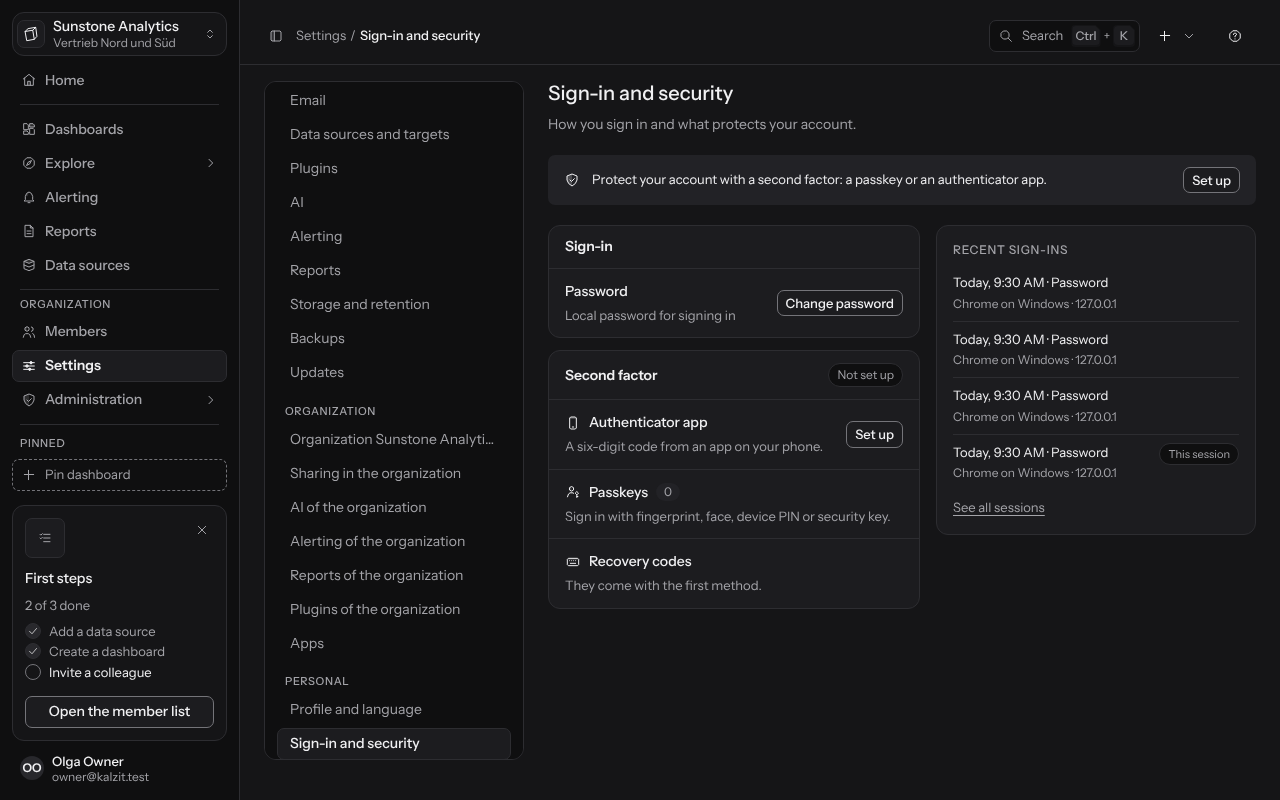 Sunstone Analytics
Vertrieb Nord und Süd
Home
Dashboards
Explore
Alerting
Reports
Data sources
ORGANIZATION
Members
Settings
Administration
PINNED
Pin dashboard
First steps
2 of 3 done
Add a data source
Create a dashboard
Invite a colleague
Open the member list
OO
Olga Owner
owner@kalzit.test
Settings / Sign-in and security
Search Ctrl + K
Email
Data sources and targets
Plugins
AI
Alerting
Reports
Storage and retention
Backups
Updates
ORGANIZATION
Organization Sunstone Analyti...
Sharing in the organization
AI of the organization
Alerting of the organization
Reports of the organization
Plugins of the organization
Apps
PERSONAL
Profile and language
Sign-in and security
Sign-in and security
How you sign in and what protects your account.
Protect your account with a second factor: a passkey or an authenticator app.
Set up
Sign-in
Password
Local password for signing in
Change password
Second factor
Not set up
Authenticator app
A six-digit code from an app on your phone.
Set up
Passkeys 0
Sign in with fingerprint, face, device PIN or security key.
Recovery codes
They come with the first method.
RECENT SIGN-INS
Today, 9:30 AM · Password
Chrome on Windows · 127.0.0.1
Today, 9:30 AM · Password
Chrome on Windows · 127.0.0.1
Today, 9:30 AM · Password
Chrome on Windows · 127.0.0.1
Today, 9:30 AM · Password
Chrome on Windows · 127.0.0.1
This session
See all sessions